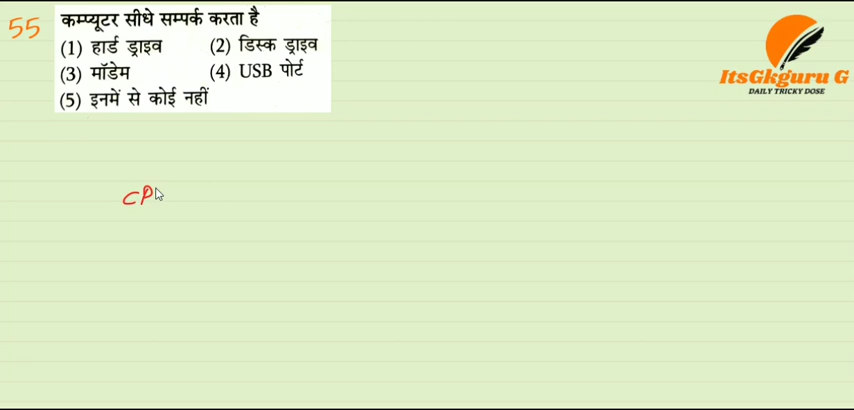 55
कम्प्यूटर सीधे सम्पर्क करता है
(1) हार्ड ड्राइव (2) डिस्क ड्राइव
(3) मॉडेम (4) USB पोर्ट
(5) इनमें से कोई नहीं
ItsGkguru G
DAILY TRICKY DOSE
CP